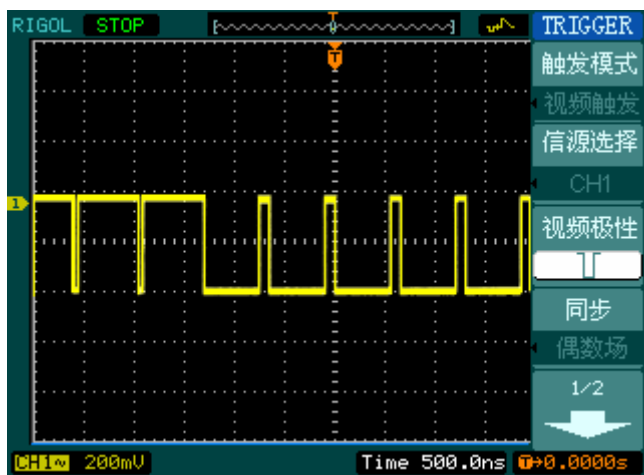 RIGOL STOP TRIGGER
T
触发模式
视频触发
信源选择
1
CH1
视频极性
同步
偶数场
1/2
CH1~ 200mV Time 500.0ns T→0.0000s